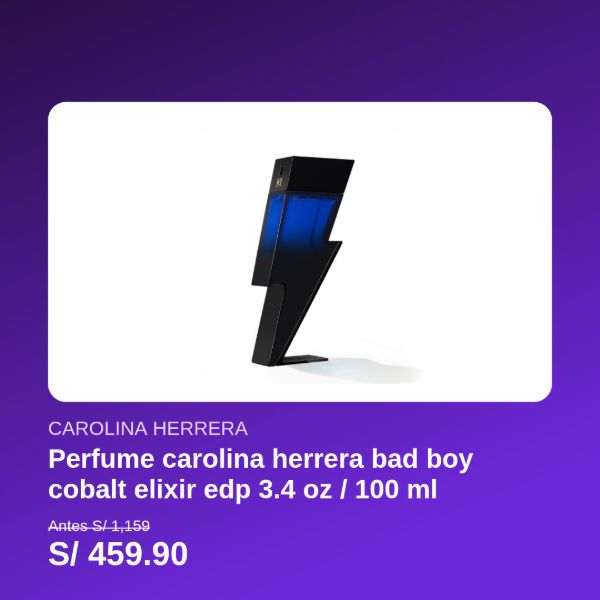 CAROLINA HERRERA
Perfume carolina herrera bad boy
cobalt elixir edp 3.4 oz / 100 ml
Antes S/ 1,159
S/ 459.90